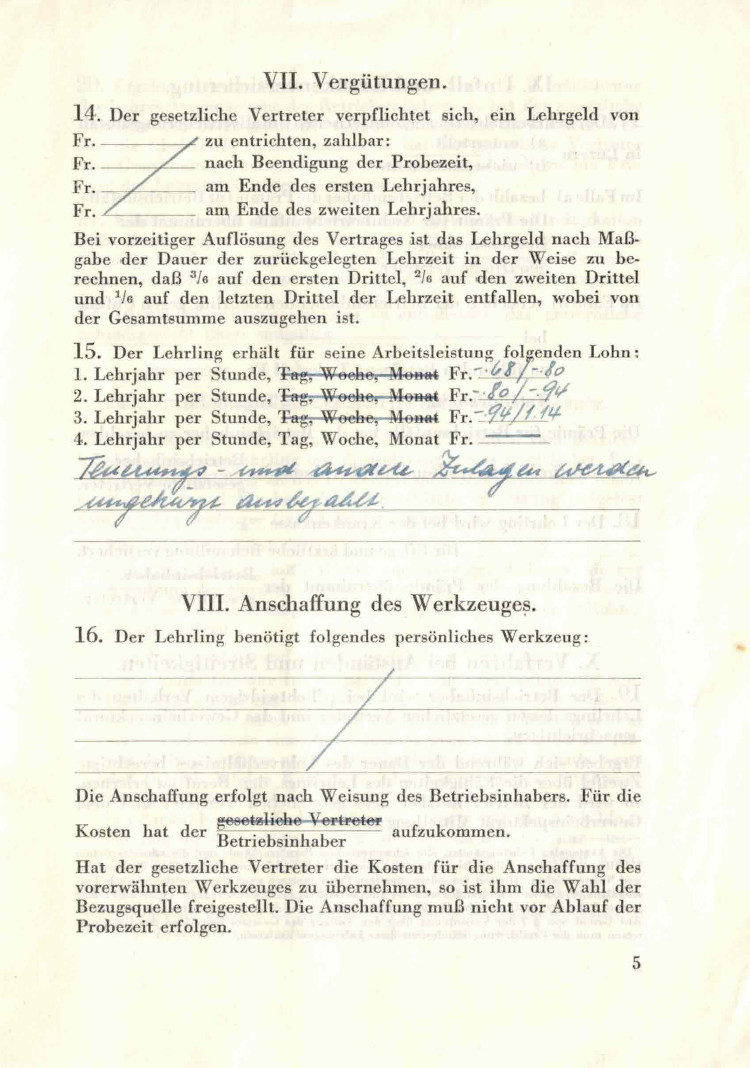 VII. Vergütungen.
14. Der gesetzliche Vertreter verpflichtet sich, ein Lehrgeld von
Fr. zu entrichten, zahlbar:
Fr. nach Beendigung der Probezeit,
Fr. am Ende des ersten Lehrjahres,
Fr. am Ende des zweiten Lehrjahres.
Bei vorzeitiger Auflösung des Vertrages ist das Lehrgeld nach Maß-
gabe der Dauer der zurückgelegten Lehrzeit in der Weise zu be-
rechnen, daß 3/6 auf den ersten Drittel, 2/6 auf den zweiten Drittel
und 1/6 auf den letzten Drittel der Lehrzeit entfallen, wobei von
der Gesamtsumme auszugehen ist.
15. Der Lehrling erhält für seine Arbeitsleistung folgenden Lohn:
1. Lehrjahr per Stunde, Tag, Woche, Monat Fr. -.68/-.80
2. Lehrjahr per Stunde, Tag, Woche, Monat Fr. -.80/-.94
3. Lehrjahr per Stunde, Tag, Woche, Monat Fr. -.94/1.14
4. Lehrjahr per Stunde, Tag, Woche, Monat Fr. —
Teuerungs- und andere Zulagen werden
ungekürzt ausbezahlt.
VIII. Anschaffung des Werkzeuges.
16. Der Lehrling benötigt folgendes persönliches Werkzeug:
Die Anschaffung erfolgt nach Weisung des Betriebsinhabers. Für die
Kosten hat der gesetzliche Vertreter
Betriebsinhaber aufzukommen.
Hat der gesetzliche Vertreter die Kosten für die Anschaffung des
vorerwähnten Werkzeuges zu übernehmen, so ist ihm die Wahl der
Bezugsquelle freigestellt. Die Anschaffung muß nicht vor Ablauf der
Probezeit erfolgen.
5